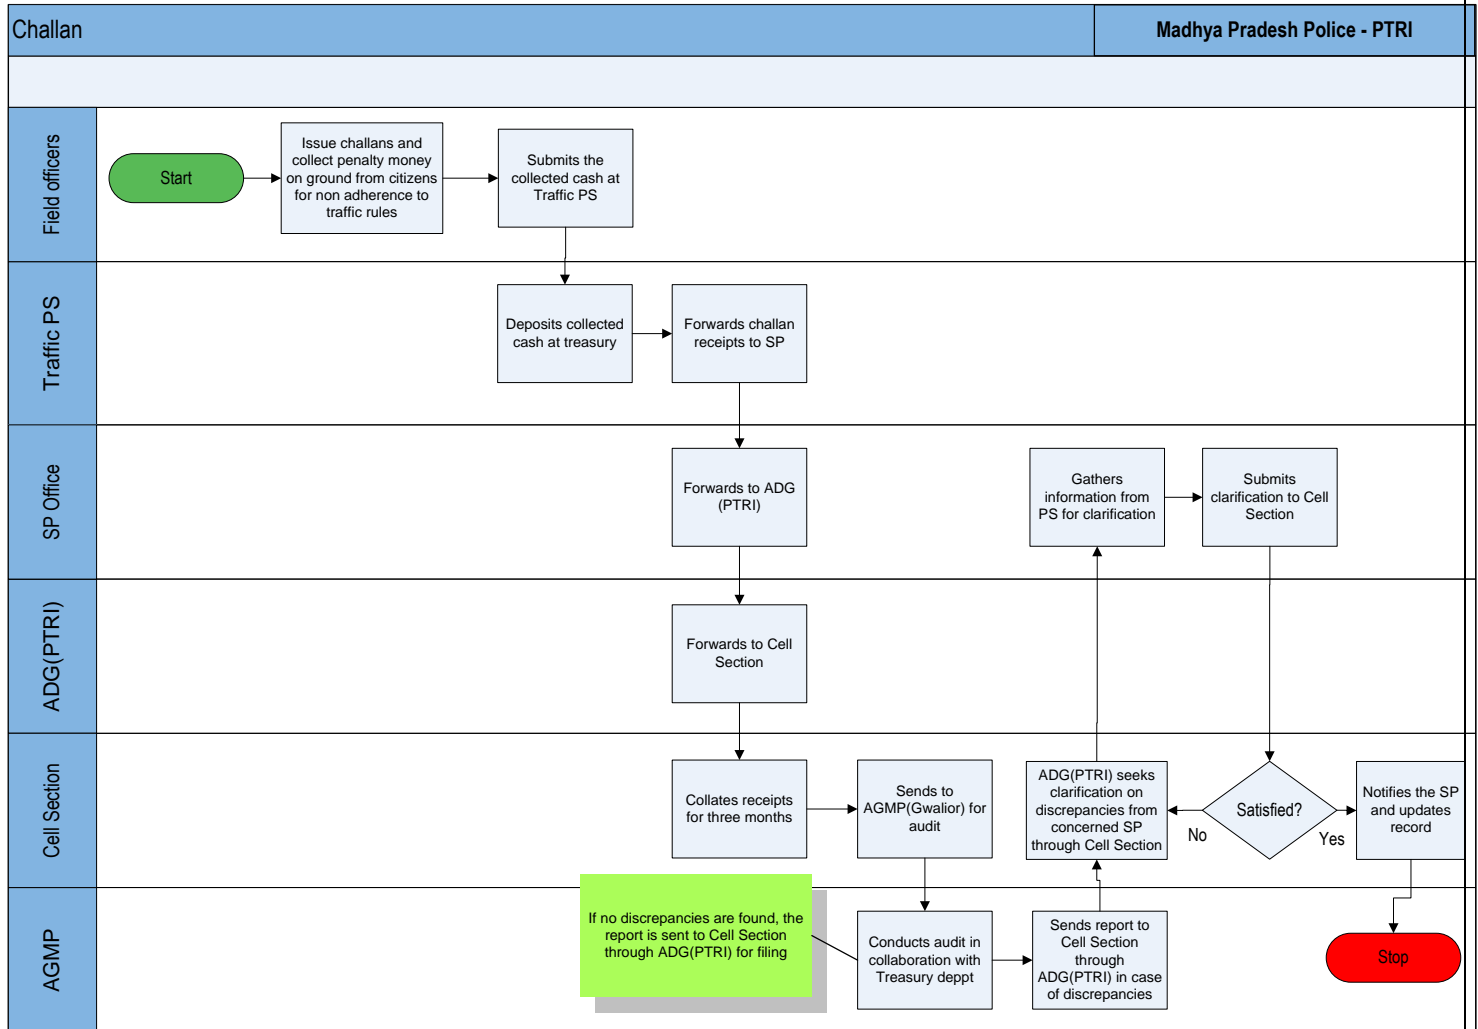 Challan
Madhya Pradesh Police - PTRI
Field officers
Start
Issue challans and
collect penalty money
on ground from citizens
for non adherence to
traffic rules
Submits the
collected cash at
Traffic PS
Traffic PS
Deposits collected
cash at treasury
Forwards challan
receipts to SP
SP Office
Forwards to ADG
(PTRI)
Gathers
information from
PS for clarification
Submits
clarification to Cell
Section
ADG(PTRI)
Forwards to Cell
Section
Cell Section
Collates receipts
for three months
Sends to
AGMP(Gwalior) for
audit
ADG(PTRI) seeks
clarification on
discrepancies from
concerned SP
through Cell Section
No
Satisfied?
Yes
Notifies the SP
and updates
record
AGMP
If no discrepancies are found, the
report is sent to Cell Section
through ADG(PTRI) for filing
Conducts audit in
collaboration with
Treasury deppt
Sends report to
Cell Section
through
ADG(PTRI) in case
of discrepancies
Stop